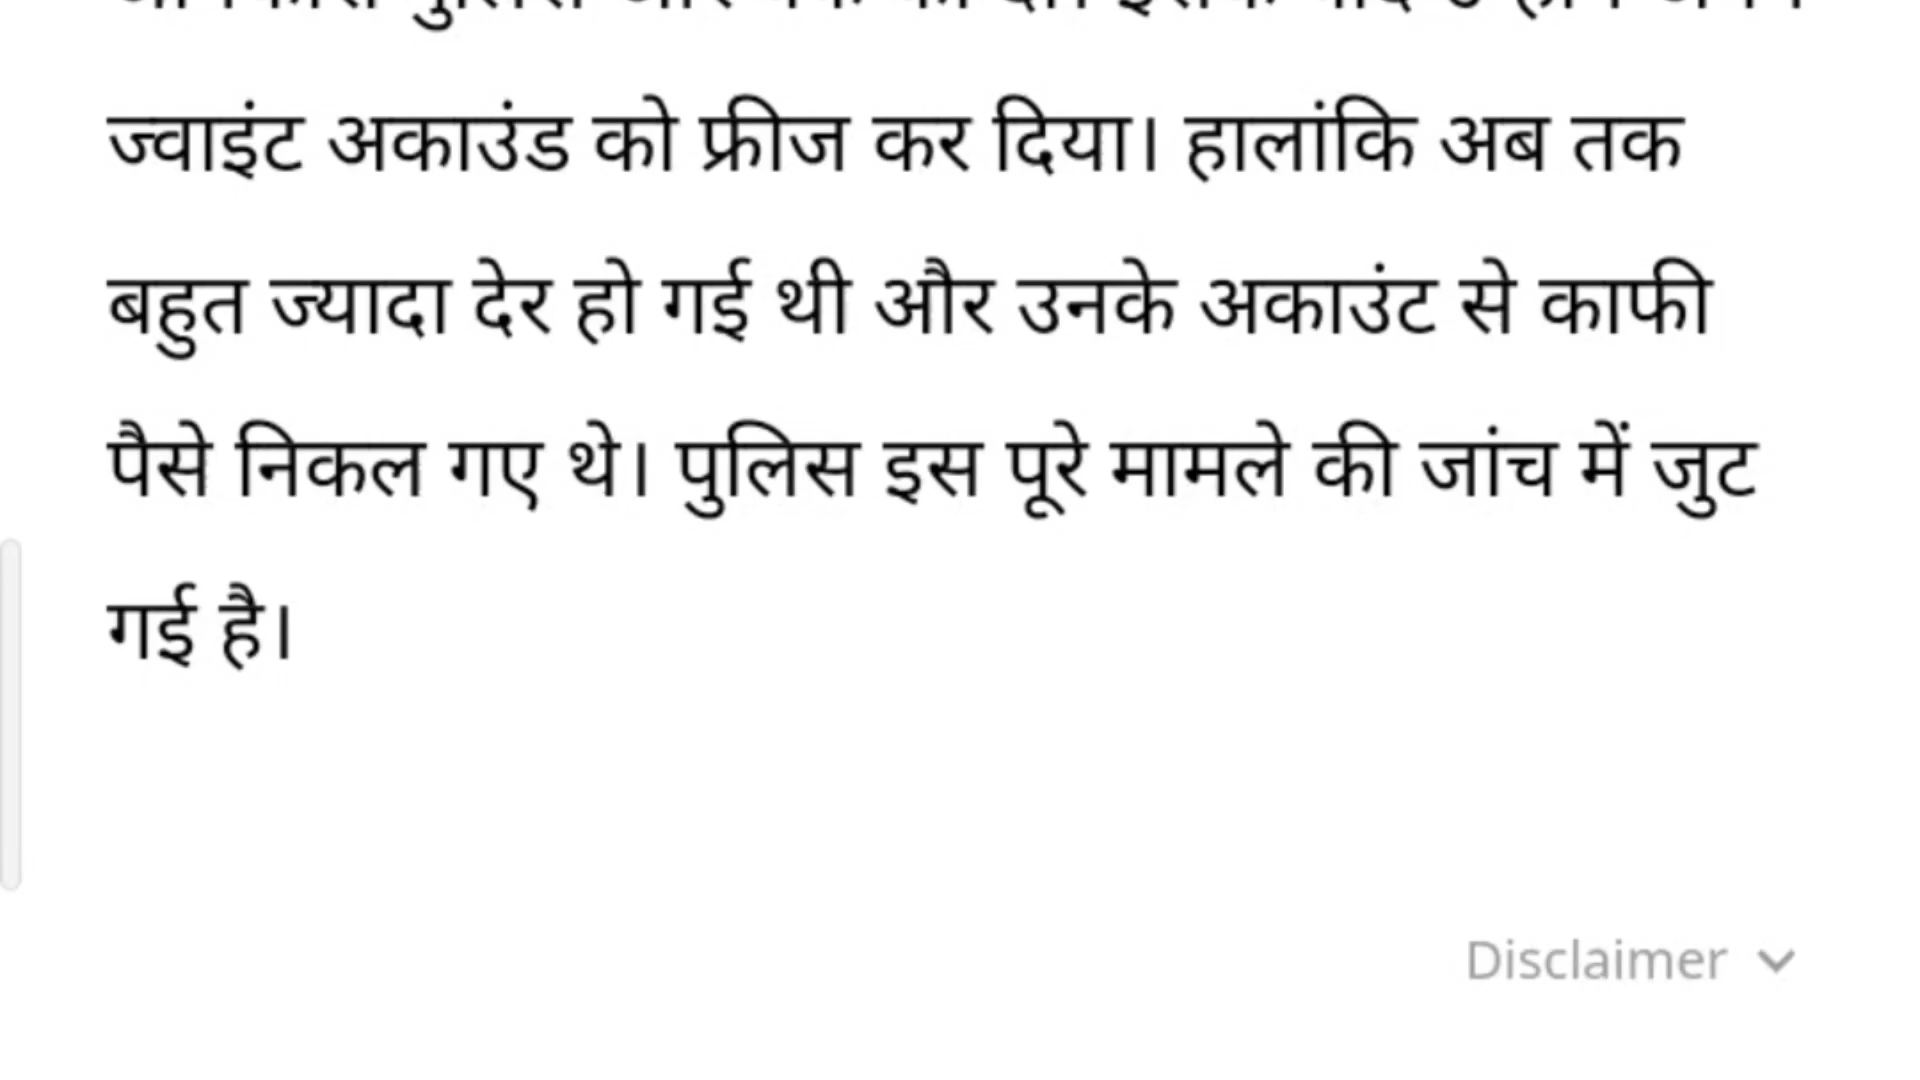 ज्वाइंट अकाउंड को फ्रीज कर दिया। हालांकि अब तक
बहुत ज्यादा देर हो गई थी और उनके अकाउंट से काफी
पैसे निकल गए थे। पुलिस इस पूरे मामले की जांच में जुट
गई है।
Disclaimer